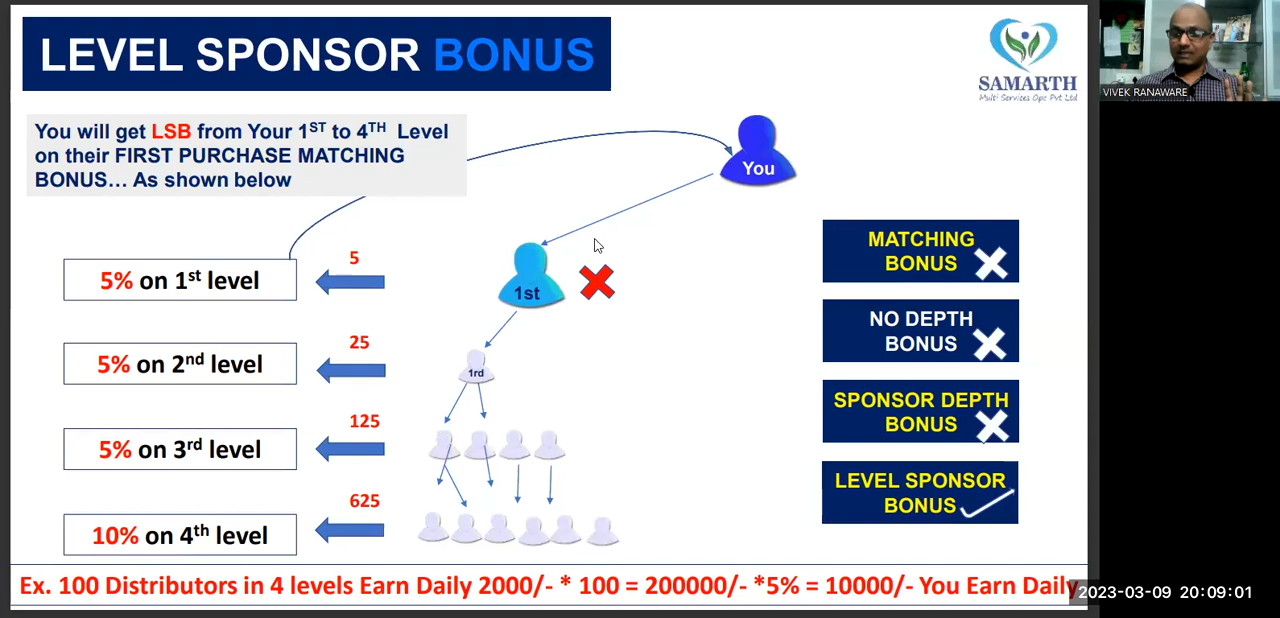 LEVEL SPONSOR BONUS
SAMARTH
Multi Services Opc Pvt Ltd
VIVEK RANAWARE
You will get LSB from Your 1ST to 4TH Level
on their FIRST PURCHASE MATCHING
BONUS... As shown below
You
5% on 1st level
5
1st
MATCHING
BONUS
5% on 2nd level
25
1rd
NO DEPTH
BONUS
5% on 3rd level
125
SPONSOR DEPTH
BONUS
10% on 4th level
625
LEVEL SPONSOR
BONUS
Ex. 100 Distributors in 4 levels Earn Daily 2000/- * 100 = 200000/- *5% = 10000/- You Earn Daily
2023-03-09 20:09:01